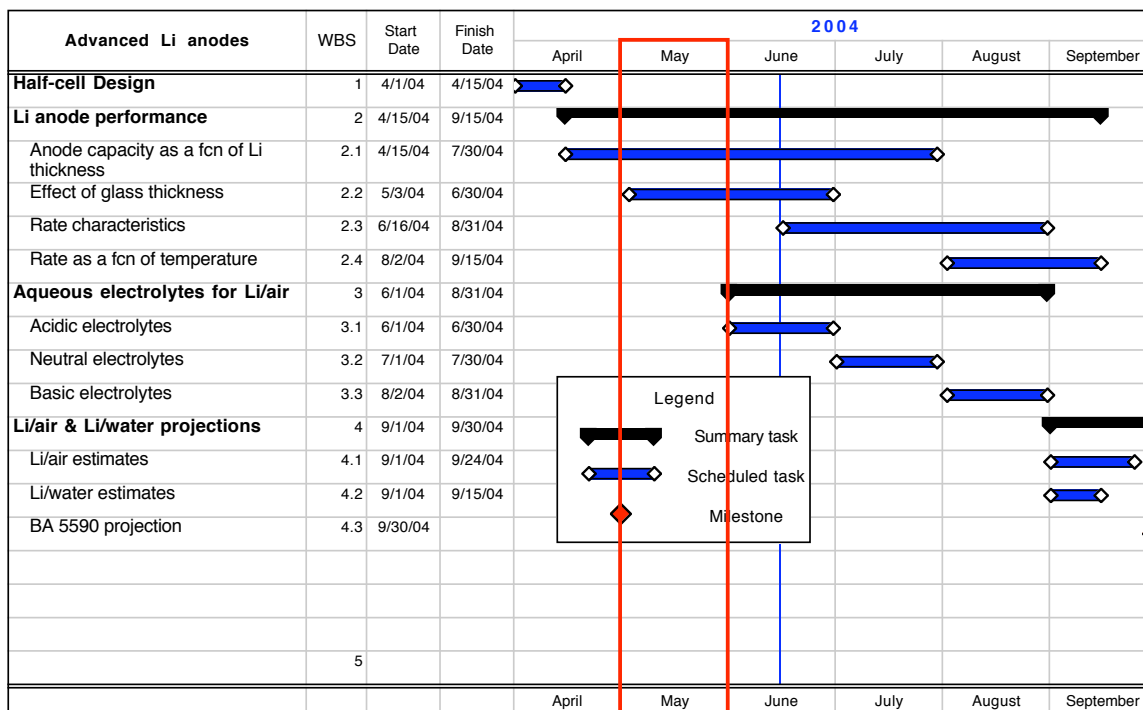 2004
Advanced Li anodes WBS Start Date Finish Date
April May June July August September
Half-cell Design 1 4/1/04 4/15/04
Li anode performance 2 4/15/04 9/15/04
Anode capacity as a fcn of Li
thickness 2.1 4/15/04 7/30/04
Effect of glass thickness 2.2 5/3/04 6/30/04
Rate characteristics 2.3 6/16/04 8/31/04
Rate as a fcn of temperature 2.4 8/2/04 9/15/04
Aqueous electrolytes for Li/air 3 6/1/04 8/31/04
Acidic electrolytes 3.1 6/1/04 6/30/04
Neutral electrolytes 3.2 7/1/04 7/30/04
Basic electrolytes 3.3 8/2/04 8/31/04
Legend
Li/air & Li/water projections 4 9/1/04 9/30/04
Summary task
Li/air estimates 4.1 9/1/04 9/24/04
Scheduled task
Li/water estimates 4.2 9/1/04 9/15/04
Milestone
BA 5590 projection 4.3 9/30/04
5
April May June July August September